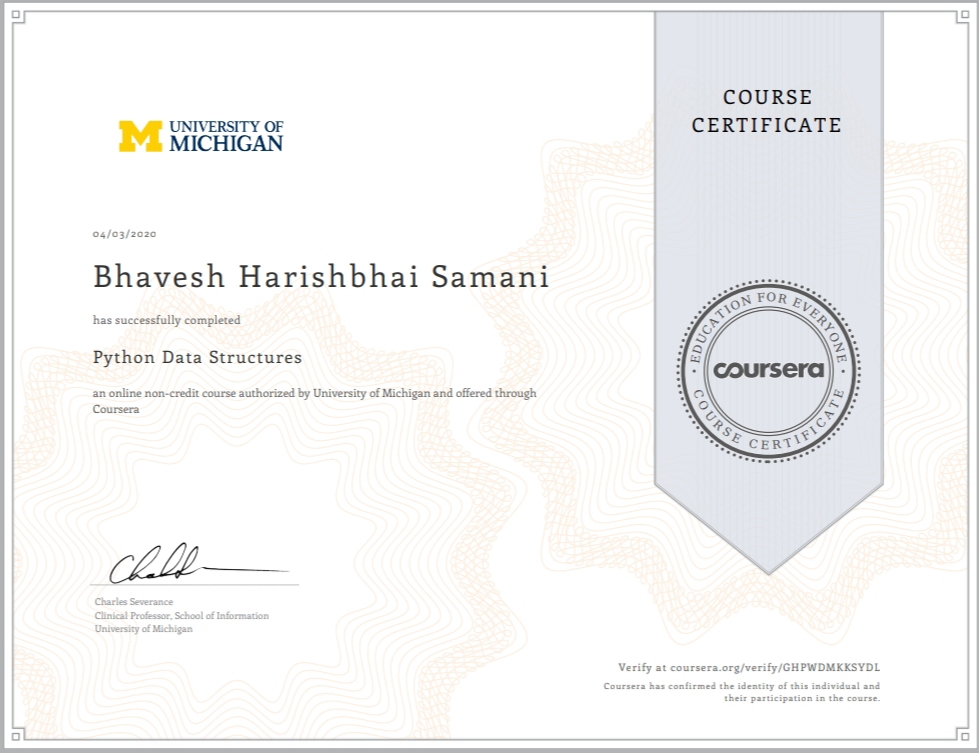 UNIVERSITY OF
MICHIGAN
COURSE
CERTIFICATE
04/03/2020
Bhavesh Harishbhai Samani
has successfully completed
Python Data Structures
an online non-credit course authorized by University of Michigan and offered through
Coursera
EDUCATION FOR EVERYONE
coursera
COURSE CERTIFICATE
Charles Severance
Clinical Professor, School of Information
University of Michigan
Verify at coursera.org/verify/GHPWDMKKSYDL
Coursera has confirmed the identity of this individual and
their participation in the course.